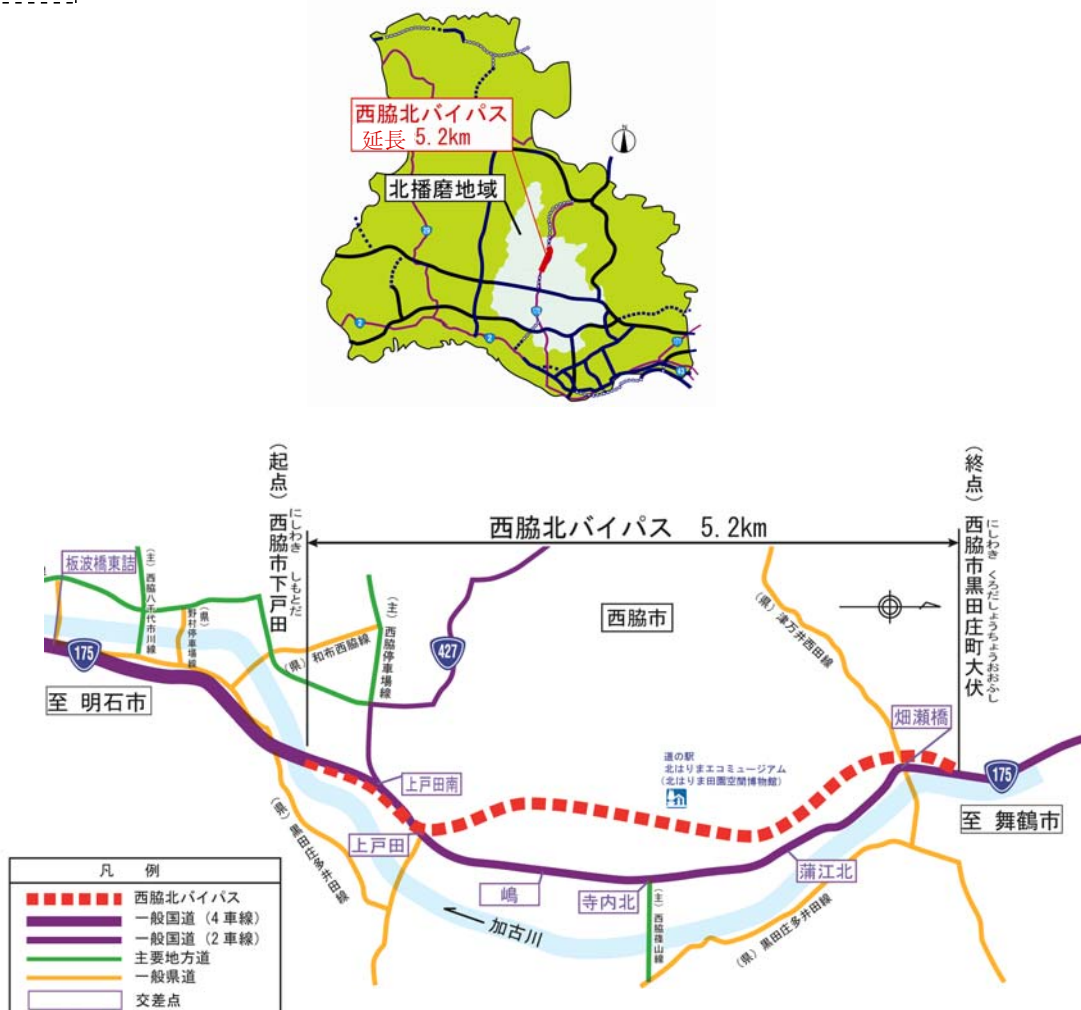 西脇北バイパス
延長 5.2km
N
北播磨地域
29
2
2
175
43
(起点) 西脇市下戸田
にしわき しもとだ
西脇北バイパス 5.2km
(終点) 西脇市黒田庄町大伏
にしわき くろだしょうちょうおおぶし
板波橋東詰
(主) 西脇八千代市川線
(県) 野村停車場線
175
至 明石市
(県) 和布西脇線
(主) 西脇停車場線
427
西脇市
(県) 津万井西田線
畑瀬橋
上戸田南
道の駅
北はりまエコミュージアム
(北はりま田園空間博物館)
175
至 舞鶴市
(県) 黒田庄多井田線
上戸田
嶋
寺内北
蒲江北
加古川
(主) 西脇篠山線
(県) 黒田庄多井田線
凡 例
西脇北バイパス
一般国道 (4車線)
一般国道 (2車線)
主要地方道
一般県道
交差点